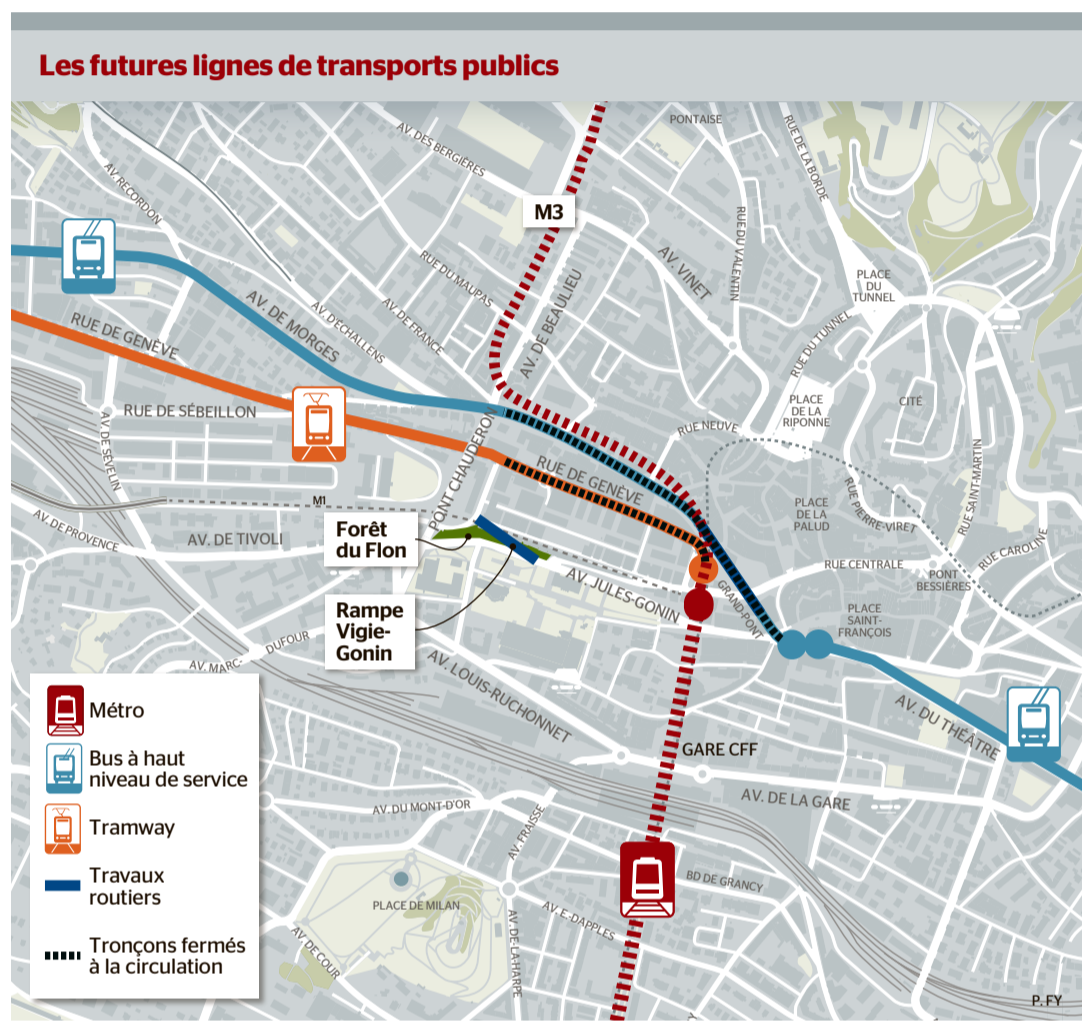 Les futures lignes de transports publics
PONTAISE
RUE DE LA BORDE
AV. DES BERGIÈRES
AV. RECORDON
M3
RUE DU VALENTIN
RUE DU MAUPAS
AV. VINET
PLACE
DU
TUNNEL
AV. DE BEAULIEU
AV. DE MORGES
AV. D'ÉCHALLENS
AV. DE FRANCE
RUE DE GENÈVE
RUE DU TUNNEL
RUE DE SÉBEILLON
PLACE
DE LA
RIPONNE
CITÉ
AV. DE SÉVELIN
PONT CHAUDERON
RUE NEUVE
RUE DE GENÈVE
RUE SAINT-MARTIN
M1
RUE PIERRE-VIRET
PLACE
DE LA
PALUD
AV. DE PROVENCE
AV. DE TIVOLI
Forêt
du Flon
RUE CAROLINE
RUE CENTRALE
PONT
BESSIÈRES
AV. JULES-GONIN
GRAND-PONT
PLACE
SAINT-
FRANÇOIS
Rampe
Vigie-
Gonin
AV. MARC-
DUFOUR
AV. LOUIS-RUCHONNET
AV. DU THÉÂTRE
GARE CFF
AV. DE LA GARE
AV. DU MONT-D'OR
AV. FRAISSE
BD DE GRANCY
PLACE DE MILAN
AV. E.-DAPPLES
AV. DE COUR
AV. DE-LA-HARPE
Métro
Bus à haut
niveau de service
Tramway
Travaux
routiers
Tronçons fermés
à la circulation
P. FY